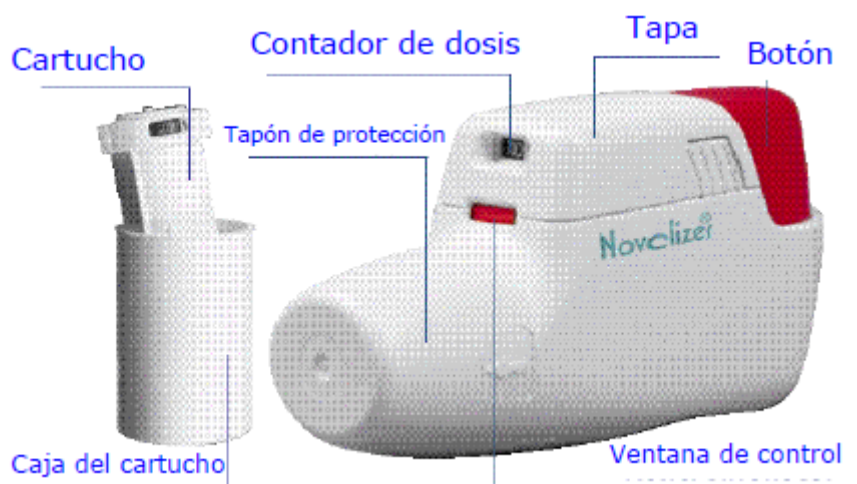 Tapa
Contador de dosis
Botón
Cartucho
Tapón de protección
Novolizer®
Ventana de control
Caja del cartucho